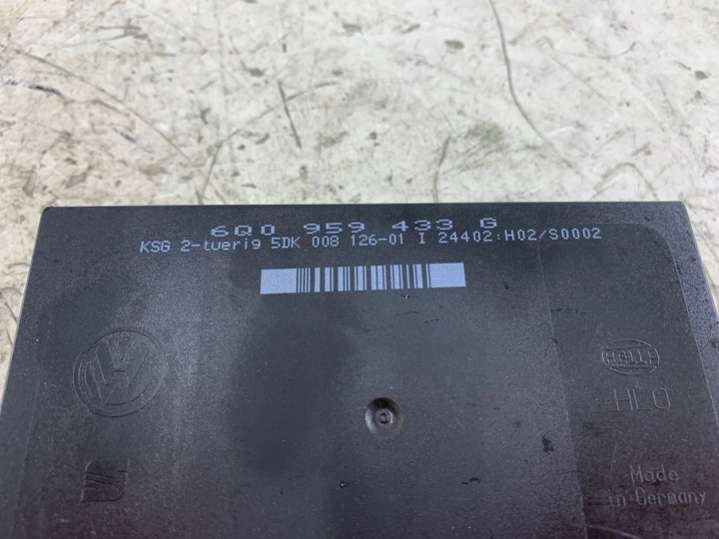 6Q0 959 433 G
KSG 2-tuerig 5DK 008 126-01 I 24402:H02/S0002
HELLA
HLO
Made
in Germany